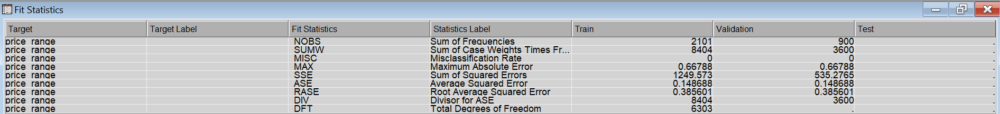 Fit Statistics
Target Target Label Fit Statistics Statistics Label Train Validation Test
price_range NOBS Sum of Frequencies 2101 900 .
price_range SUMW Sum of Case Weights Times Fr... 8404 3600 .
price_range MISC Misclassification Rate 0 0 .
price_range MAX Maximum Absolute Error 0.66788 0.66788 .
price_range SSE Sum of Squared Errors 1249.573 535.2765 .
price_range ASE Average Squared Error 0.148688 0.148688 .
price_range RASE Root Average Squared Error 0.385601 0.385601 .
price_range DIV Divisor for ASE 8404 3600 .
price_range DFT Total Degrees of Freedom 6303 . .